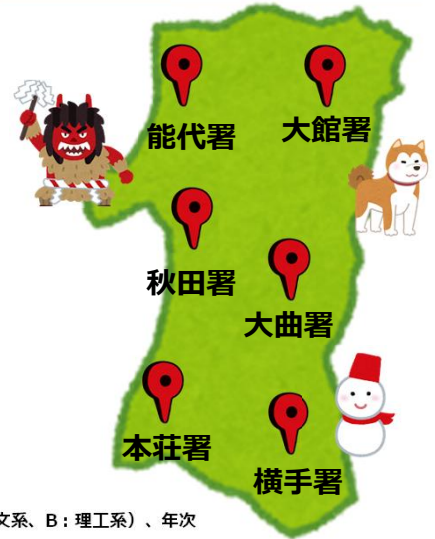 能代署
大館署
秋田署
大曲署
本荘署
横手署
文系、B：理工系）、年次